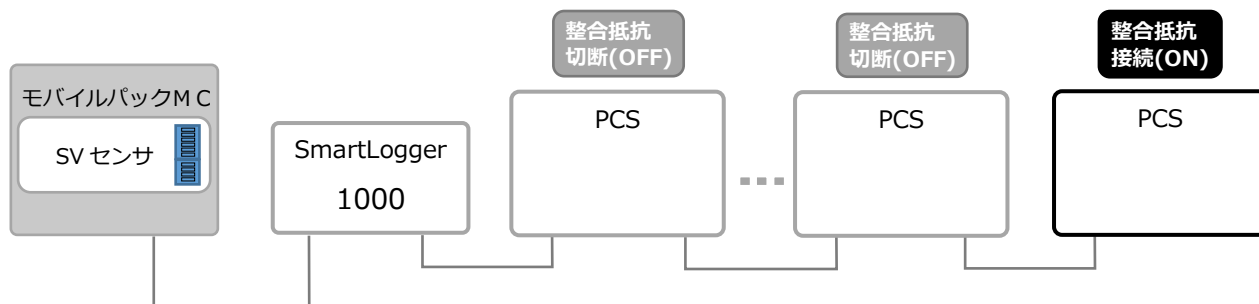 整合抵抗
切断(OFF)
整合抵抗
切断(OFF)
整合抵抗
接続(ON)
モバイルパックＭＣ
SV センサ
SmartLogger
1000
PCS
PCS
PCS